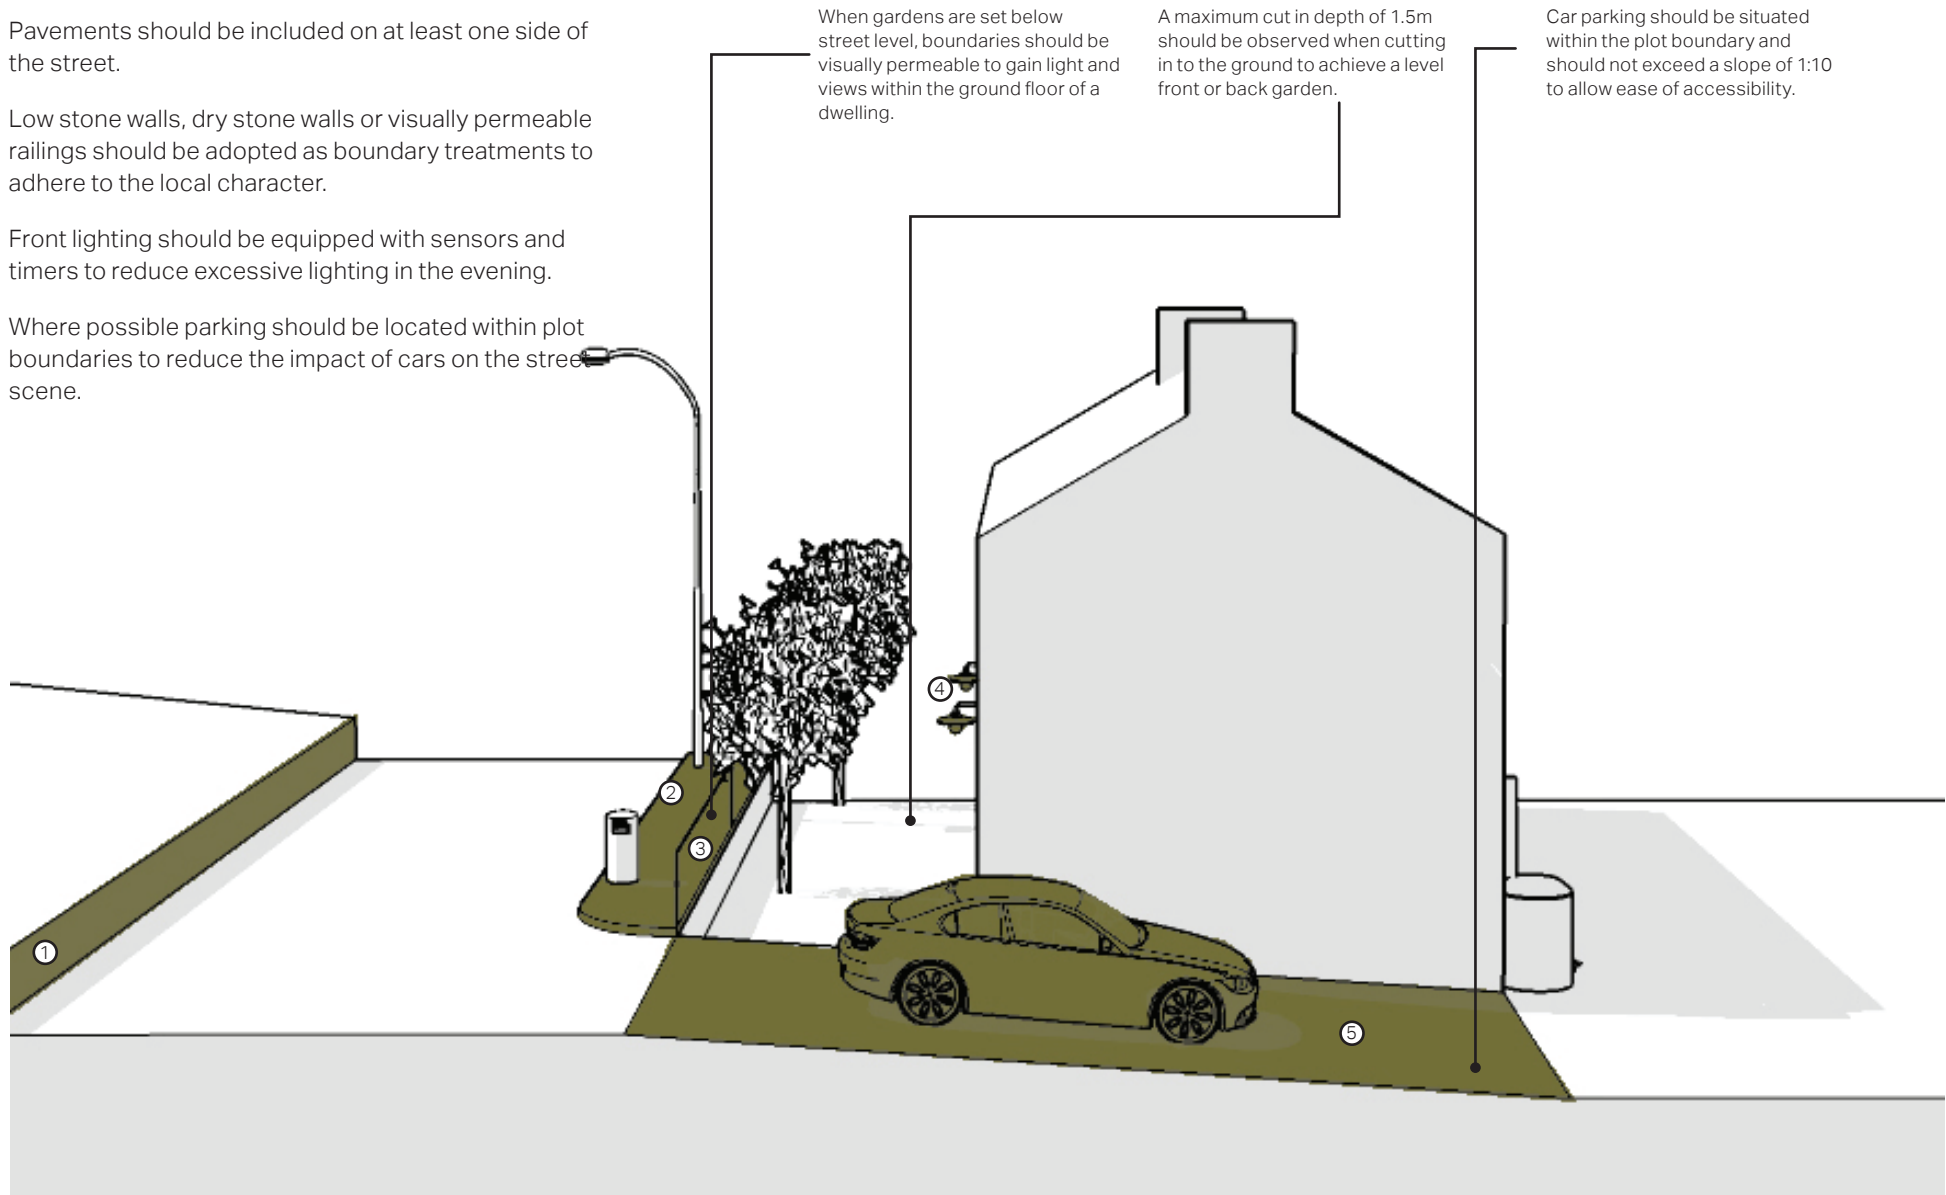 Pavements should be included on at least one side of
the street.
Low stone walls, dry stone walls or visually permeable
railings should be adopted as boundary treatments to
adhere to the local character.
Front lighting should be equipped with sensors and
timers to reduce excessive lighting in the evening.
Where possible parking should be located within plot
boundaries to reduce the impact of cars on the street
scene.
When gardens are set below
street level, boundaries should be
visually permeable to gain light and
views within the ground floor of a
dwelling.
A maximum cut in depth of 1.5m
should be observed when cutting
in to the ground to achieve a level
front or back garden.
Car parking should be situated
within the plot boundary and
should not exceed a slope of 1:10
to allow ease of accessibility.
4
2
3
1
5